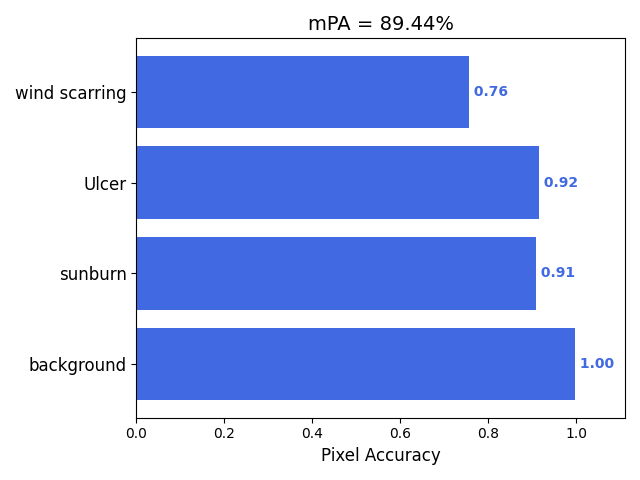 mPA = 89.44%
wind scarring
0.76
Ulcer
0.92
sunburn
0.91
background
1.00
0.0 0.2 0.4 0.6 0.8 1.0
Pixel Accuracy